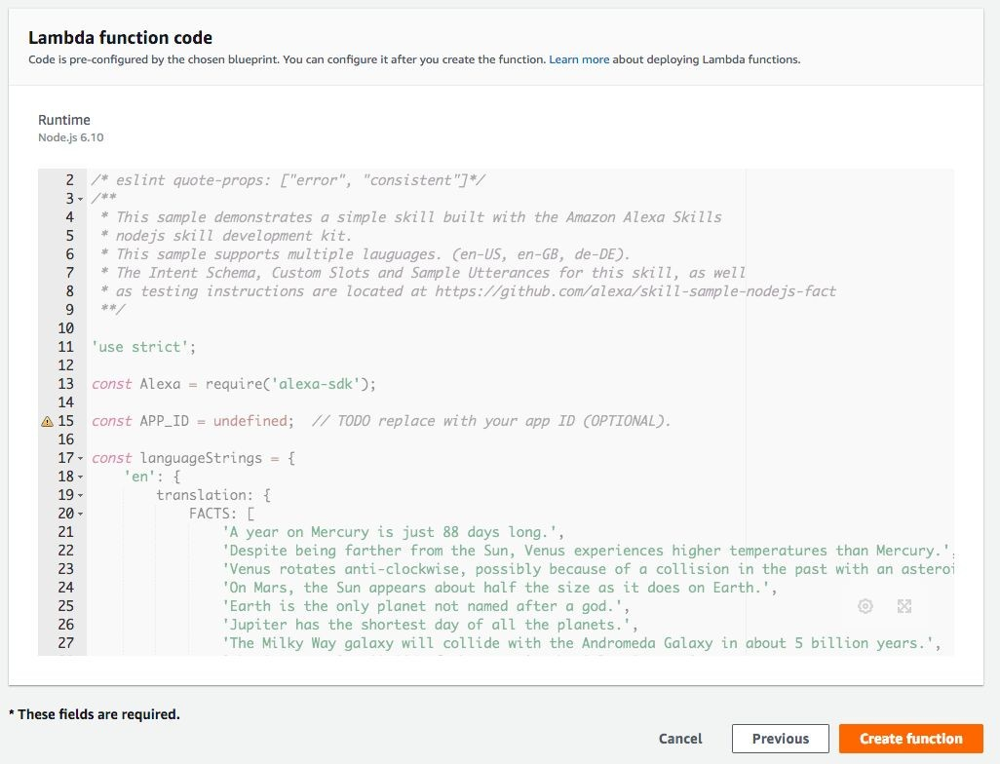 Lambda function code
Code is pre-configured by the chosen blueprint. You can configure it after you create the function. Learn more about deploying Lambda functions.
Runtime
Node.js 6.10
2 /* eslint quote-props: ["error", "consistent"]*/
3 /**
4 * This sample demonstrates a simple skill built with the Amazon Alexa Skills
5 * nodejs skill development kit.
6 * This sample supports multiple lauguages. (en-US, en-GB, de-DE).
7 * The Intent Schema, Custom Slots and Sample Utterances for this skill, as well
8 * as testing instructions are located at https://github.com/alexa/skill-sample-nodejs-fact
9 **/
10
11 'use strict';
12
13 const Alexa = require('alexa-sdk');
14
15 const APP_ID = undefined;  // TODO replace with your app ID (OPTIONAL).
16
17 const languageStrings = {
18 'en': {
19 translation: {
20 FACTS: [
21 'A year on Mercury is just 88 days long.',
22 'Despite being farther from the Sun, Venus experiences higher temperatures than Mercury.',
23 'Venus rotates anti-clockwise, possibly because of a collision in the past with an asteroi
24 'On Mars, the Sun appears about half the size as it does on Earth.',
25 'Earth is the only planet not named after a god.',
26 'Jupiter has the shortest day of all the planets.',
27 'The Milky Way galaxy will collide with the Andromeda Galaxy in about 5 billion years.',
* These fields are required.
Cancel
Previous
Create function